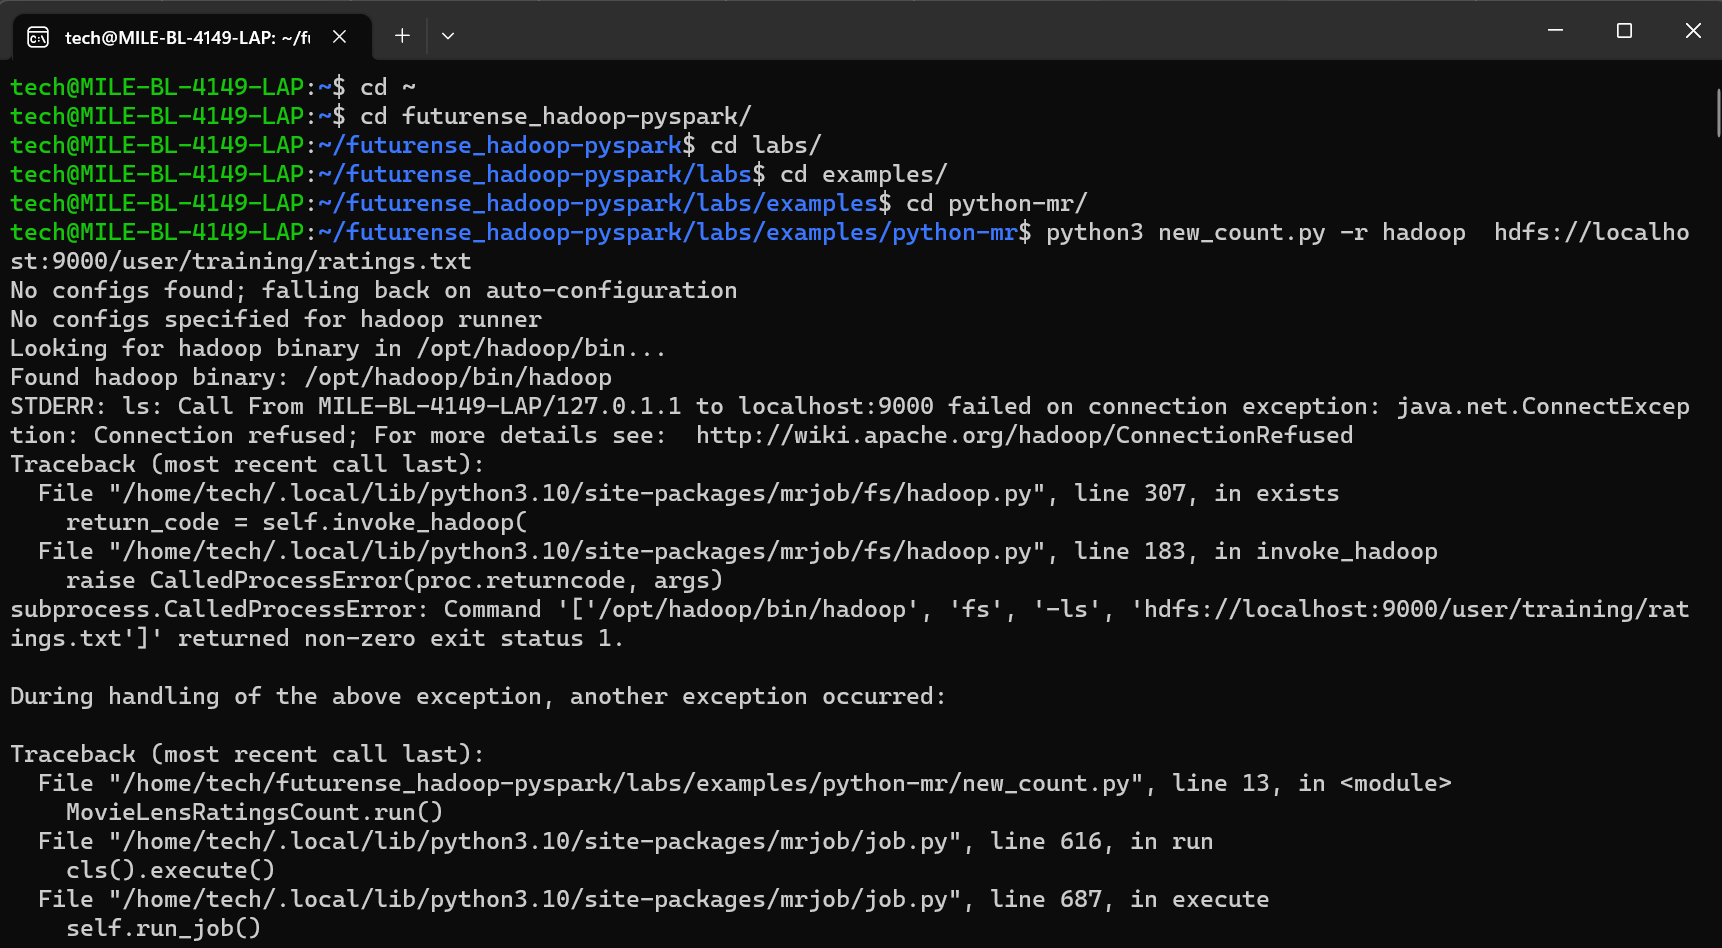 tech@MILE-BL-4149-LAP: ~/fu
tech@MILE-BL-4149-LAP:~$ cd ~
tech@MILE-BL-4149-LAP:~$ cd futurense_hadoop-pyspark/
tech@MILE-BL-4149-LAP:~/futurense_hadoop-pyspark$ cd labs/
tech@MILE-BL-4149-LAP:~/futurense_hadoop-pyspark/labs$ cd examples/
tech@MILE-BL-4149-LAP:~/futurense_hadoop-pyspark/labs/examples$ cd python-mr/
tech@MILE-BL-4149-LAP:~/futurense_hadoop-pyspark/labs/examples/python-mr$ python3 new_count.py -r hadoop  hdfs://localho
st:9000/user/training/ratings.txt
No configs found; falling back on auto-configuration
No configs specified for hadoop runner
Looking for hadoop binary in /opt/hadoop/bin...
Found hadoop binary: /opt/hadoop/bin/hadoop
STDERR: ls: Call From MILE-BL-4149-LAP/127.0.1.1 to localhost:9000 failed on connection exception: java.net.ConnectExcep
tion: Connection refused; For more details see:  http://wiki.apache.org/hadoop/ConnectionRefused
Traceback (most recent call last):
  File "/home/tech/.local/lib/python3.10/site-packages/mrjob/fs/hadoop.py", line 307, in exists
    return_code = self.invoke_hadoop(
  File "/home/tech/.local/lib/python3.10/site-packages/mrjob/fs/hadoop.py", line 183, in invoke_hadoop
    raise CalledProcessError(proc.returncode, args)
subprocess.CalledProcessError: Command '['/opt/hadoop/bin/hadoop', 'fs', '-ls', 'hdfs://localhost:9000/user/training/rat
ings.txt']' returned non-zero exit status 1.

During handling of the above exception, another exception occurred:

Traceback (most recent call last):
  File "/home/tech/futurense_hadoop-pyspark/labs/examples/python-mr/new_count.py", line 13, in <module>
    MovieLensRatingsCount.run()
  File "/home/tech/.local/lib/python3.10/site-packages/mrjob/job.py", line 616, in run
    cls().execute()
  File "/home/tech/.local/lib/python3.10/site-packages/mrjob/job.py", line 687, in execute
    self.run_job()